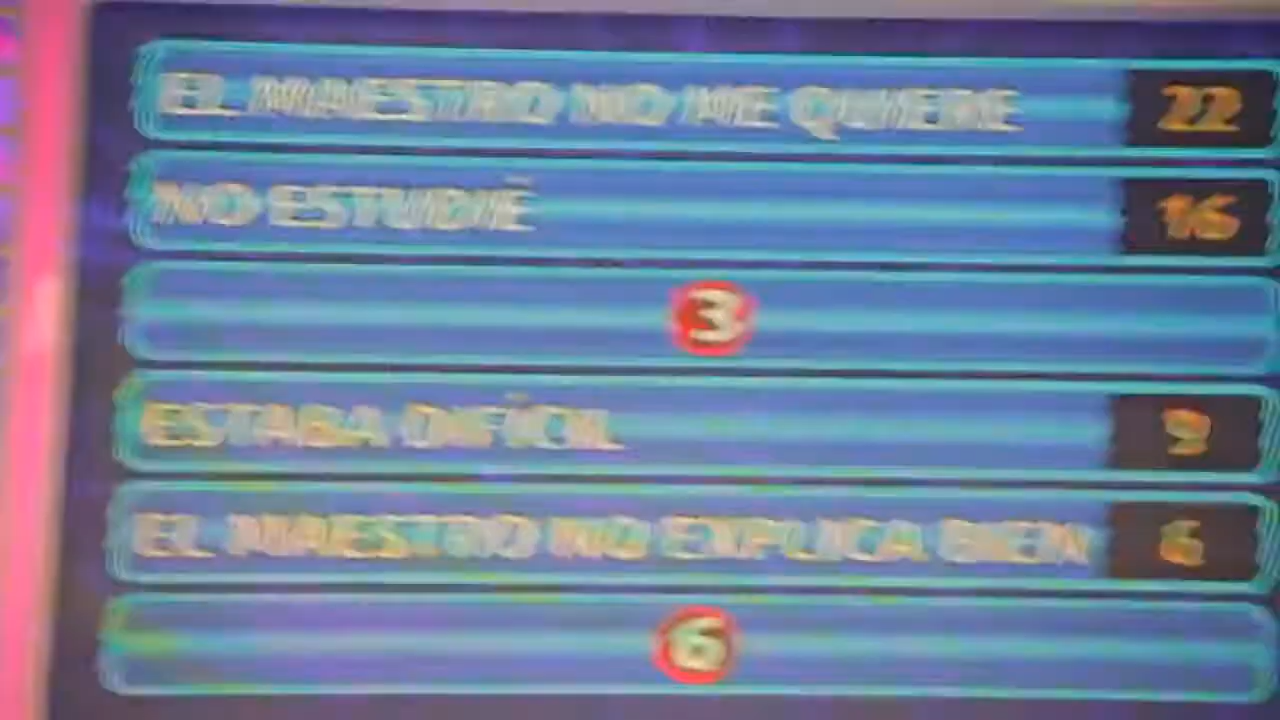 EL MAESTRO NO ME QUIERE 22
NO ESTUDIÉ 16
3
ESTABA DIFÍCIL 9
EL MAESTRO NO EXPLICA BIEN 6
6